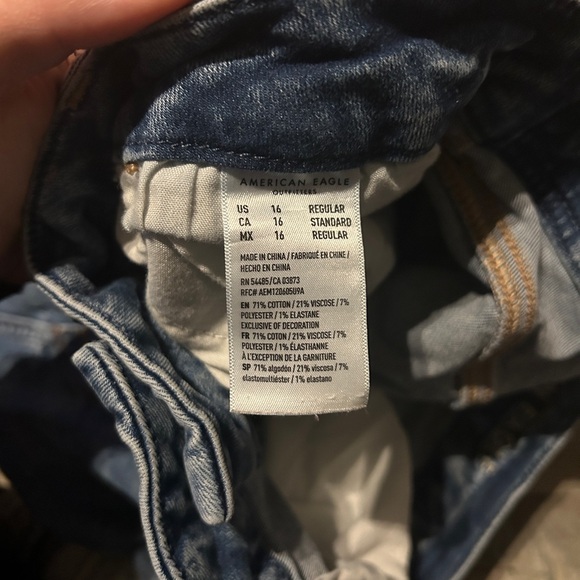 AMERICAN EAGLE
OUTFITTERS
US 16 REGULAR
CA 16 STANDARD
MX 16 REGULAR
MADE IN CHINA / FABRIQUÉ EN CHINE /
HECHO EN CHINA
RN 54485/CA 03873
RFC# AEM120605U9A
EN 71% COTTON / 21% VISCOSE / 7%
POLYESTER / 1% ELASTANE
EXCLUSIVE OF DECORATION
FR 71% COTON / 21% VISCOSE / 7%
POLYESTER / 1% ÉLASTHANNE
À L'EXCEPTION DE LA GARNITURE
SP 71% algodón / 21% viscosa / 7%
elastomultiéster / 1% elastano